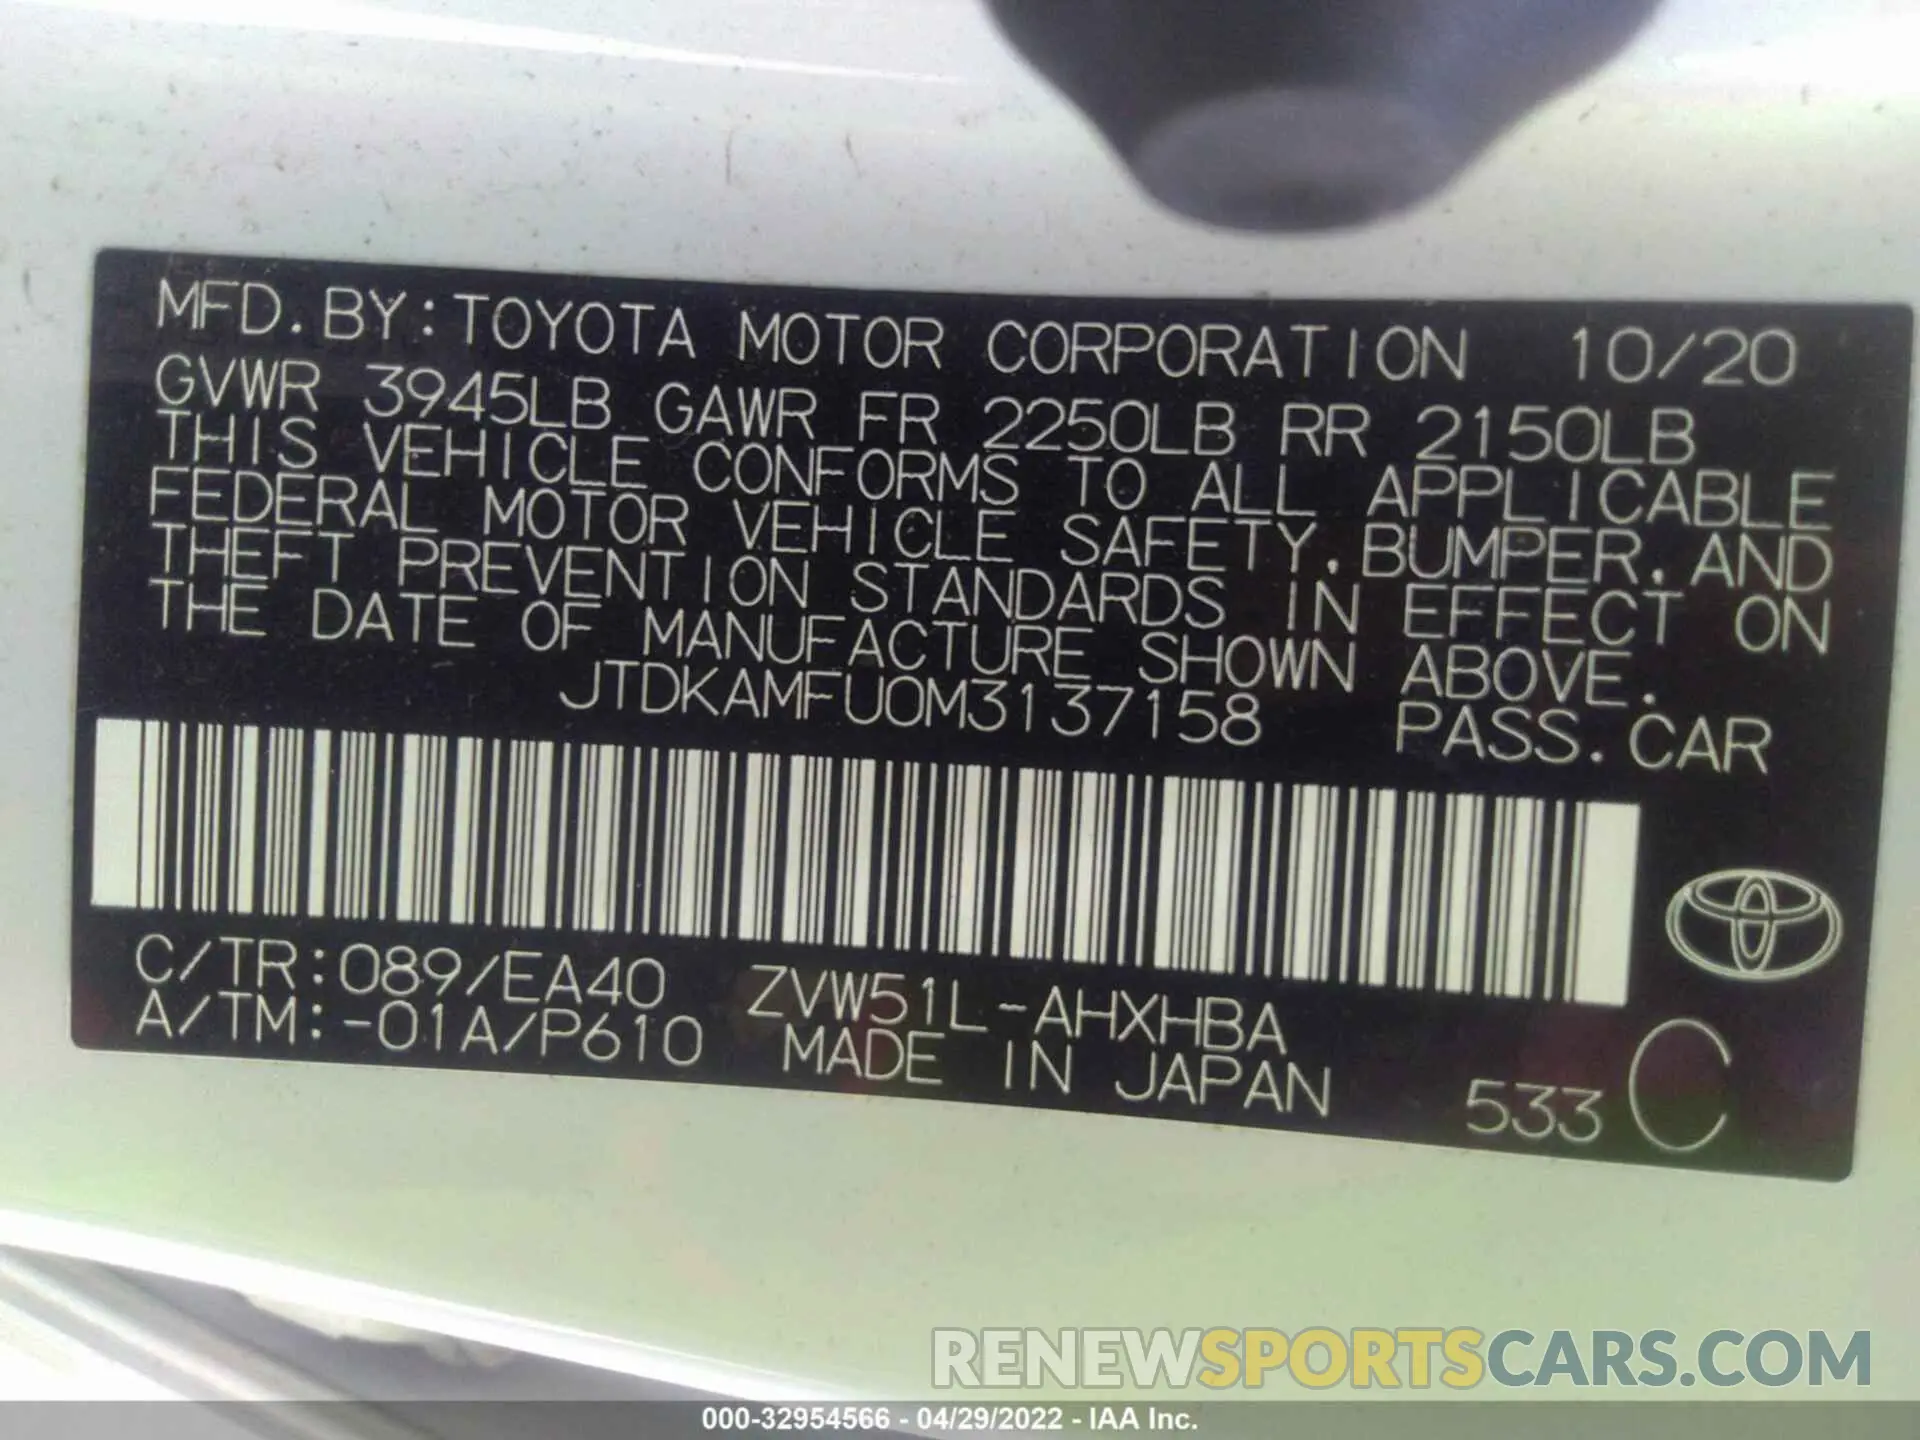 MFD. BY: TOYOTA MOTOR CORPORATION 10/20
GVWR 3945LB GAWR FR 2250LB RR 2150LB
THIS VEHICLE CONFORMS TO ALL APPLICABLE
FEDERAL MOTOR VEHICLE SAFETY, BUMPER, AND
THEFT PREVENTION STANDARDS IN EFFECT ON
THE DATE OF MANUFACTURE SHOWN ABOVE.
JTDKAMFU0M3137158 PASS. CAR
C/TR: 089/EA40 ZVW51L-AHXHBA
A/TM: -01A/P610 MADE IN JAPAN 533 C
RENEWSPORTSCARS.COM
000-32954566 - 04/29/2022 - IAA Inc.